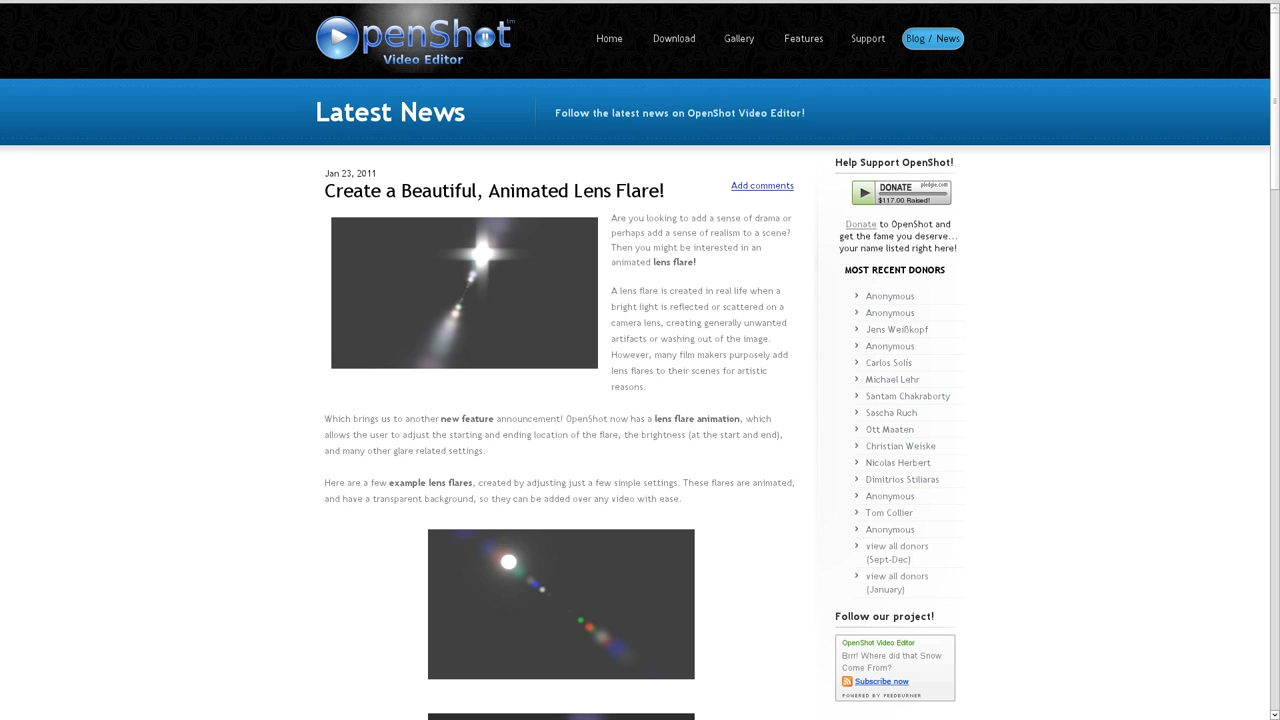 OpenShot™
Video Editor
Home Download Gallery Features Support Blog / News
Latest News
Follow the latest news on OpenShot Video Editor!
Jan 23, 2011
Create a Beautiful, Animated Lens Flare!
Add comments
Are you looking to add a sense of drama or
perhaps add a sense of realism to a scene?
Then you might be interested in an
animated lens flare!
A lens flare is created in real life when a
bright light is reflected or scattered on a
camera lens, creating generally unwanted
artifacts or washing out of the image.
However, many film makers purposely add
lens flares to their scenes for artistic
reasons.
Which brings us to another new feature announcement! OpenShot now has a lens flare animation, which
allows the user to adjust the starting and ending location of the flare, the brightness (at the start and end),
and many other glare related settings.
Here are a few example lens flares, created by adjusting just a few simple settings. These flares are animated,
and have a transparent background, so they can be added over any video with ease.
Help Support OpenShot!
DONATE pledgie.com
$117.00 Raised!
Donate to OpenShot and
get the fame you deserve...
your name listed right here!
MOST RECENT DONORS
Anonymous
Anonymous
Jens Weißkopf
Anonymous
Carlos Solís
Michael Lehr
Santam Chakraborty
Sascha Ruch
Ott Maaten
Christian Weiske
Nicolas Herbert
Dimitrios Stiliaras
Anonymous
Tom Collier
Anonymous
view all donors
(Sept-Dec)
view all donors
(January)
Follow our project!
OpenShot Video Editor
Brrr! Where did that Snow
Come From?
Subscribe now
POWERED BY FEEDBURNER